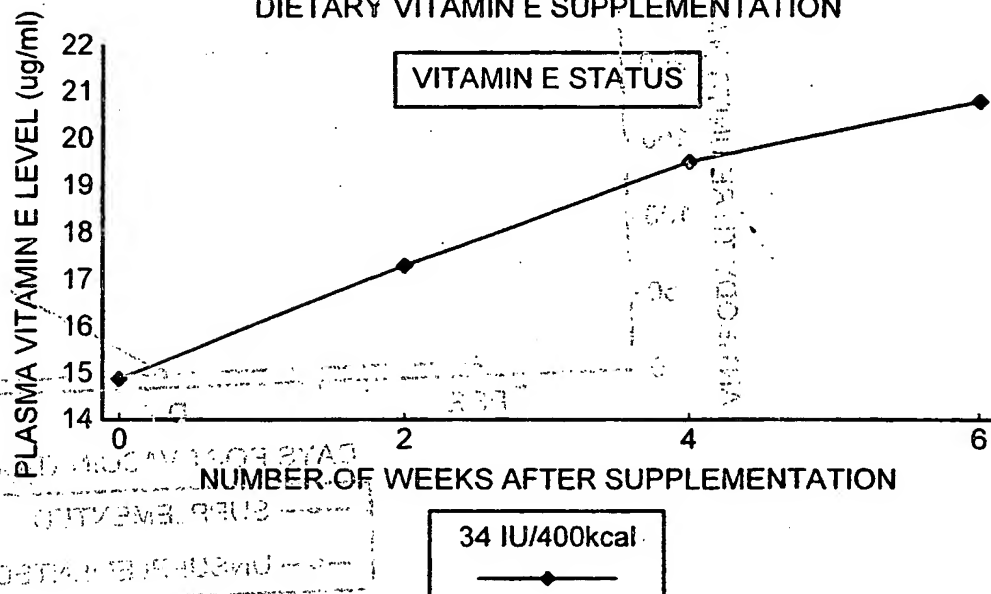 DIETARY VITAMIN E SUPPLEMENTATION
VITAMIN E STATUS
PLASMA VITAMIN E LEVEL (ug/ml)
22
21
20
19
18
17
16
15
14
0 2 4 6
NUMBER OF WEEKS AFTER SUPPLEMENTATION
34 IU/400kcal